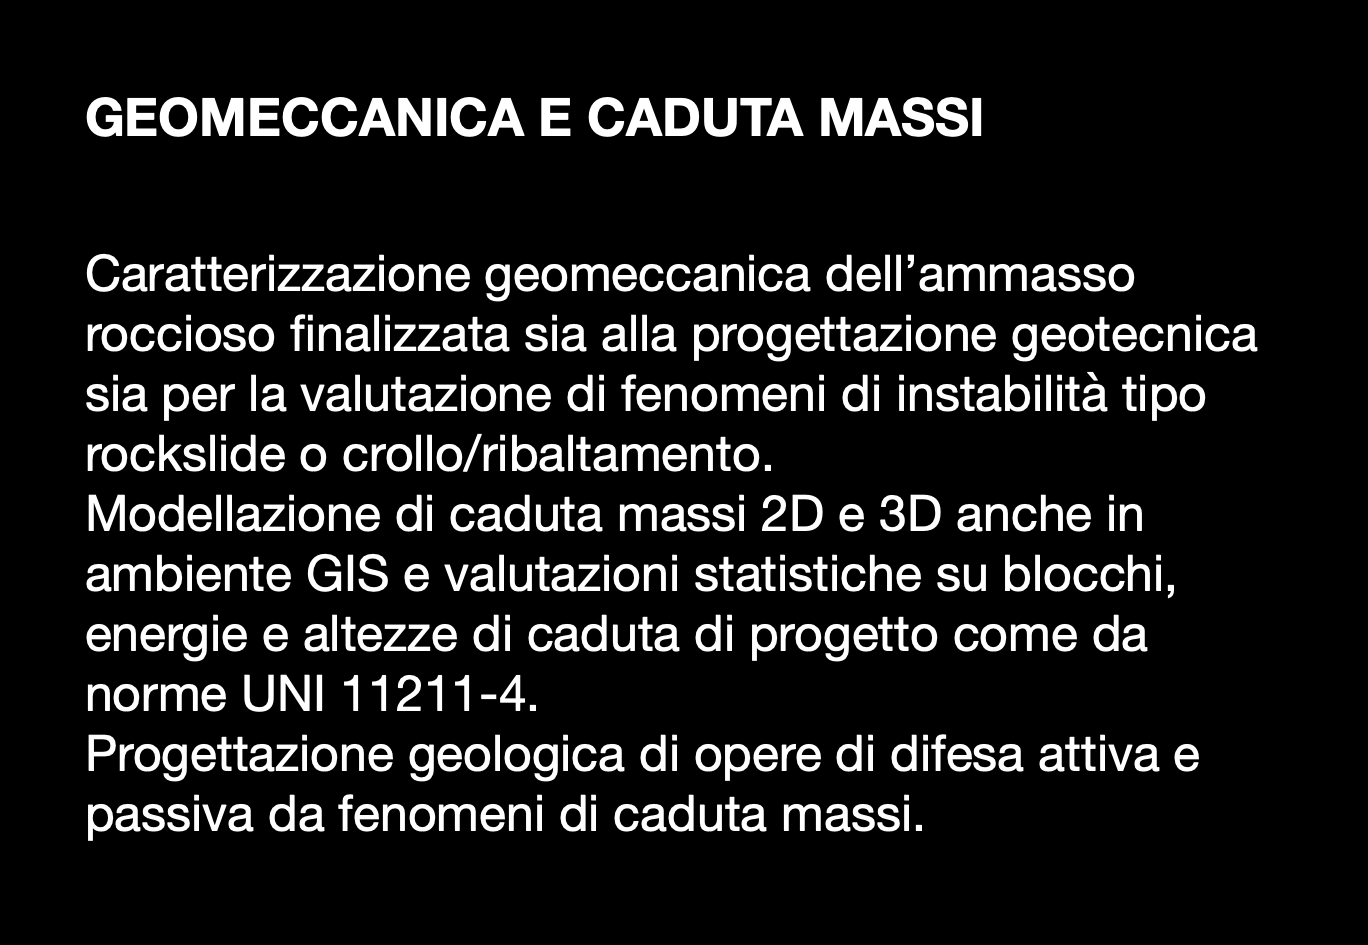 GEOMECCANICA E CADUTA MASSI
Caratterizzazione geomeccanica dell’ammasso
roccioso finalizzata sia alla progettazione geotecnica
sia per la valutazione di fenomeni di instabilità tipo
rockslide o crollo/ribaltamento.
Modellazione di caduta massi 2D e 3D anche in
ambiente GIS e valutazioni statistiche su blocchi,
energie e altezze di caduta di progetto come da
norme UNI 11211-4.
Progettazione geologica di opere di difesa attiva e
passiva da fenomeni di caduta massi.